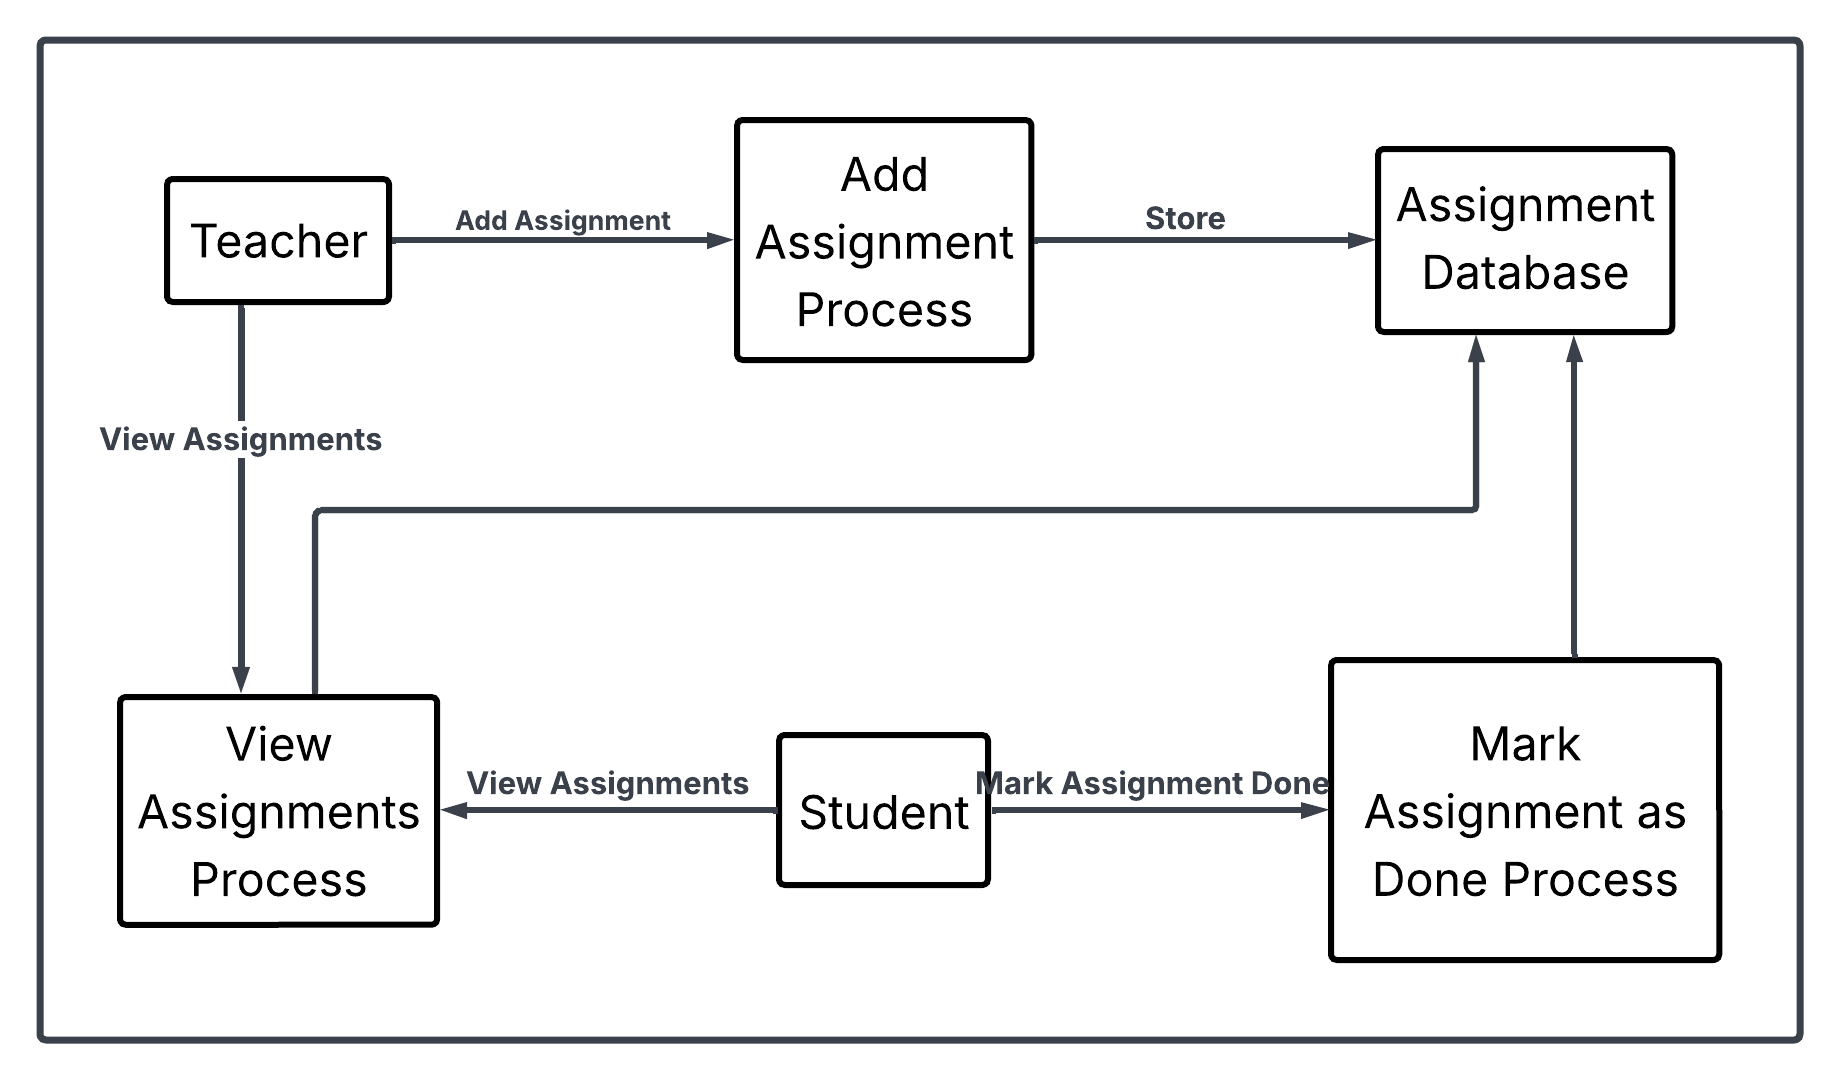 Teacher
Add Assignment
Add
Assignment
Process
Store
Assignment
Database
View Assignments
View
Assignments
Process
View Assignments
Student
Mark Assignment Done
Mark
Assignment as
Done Process